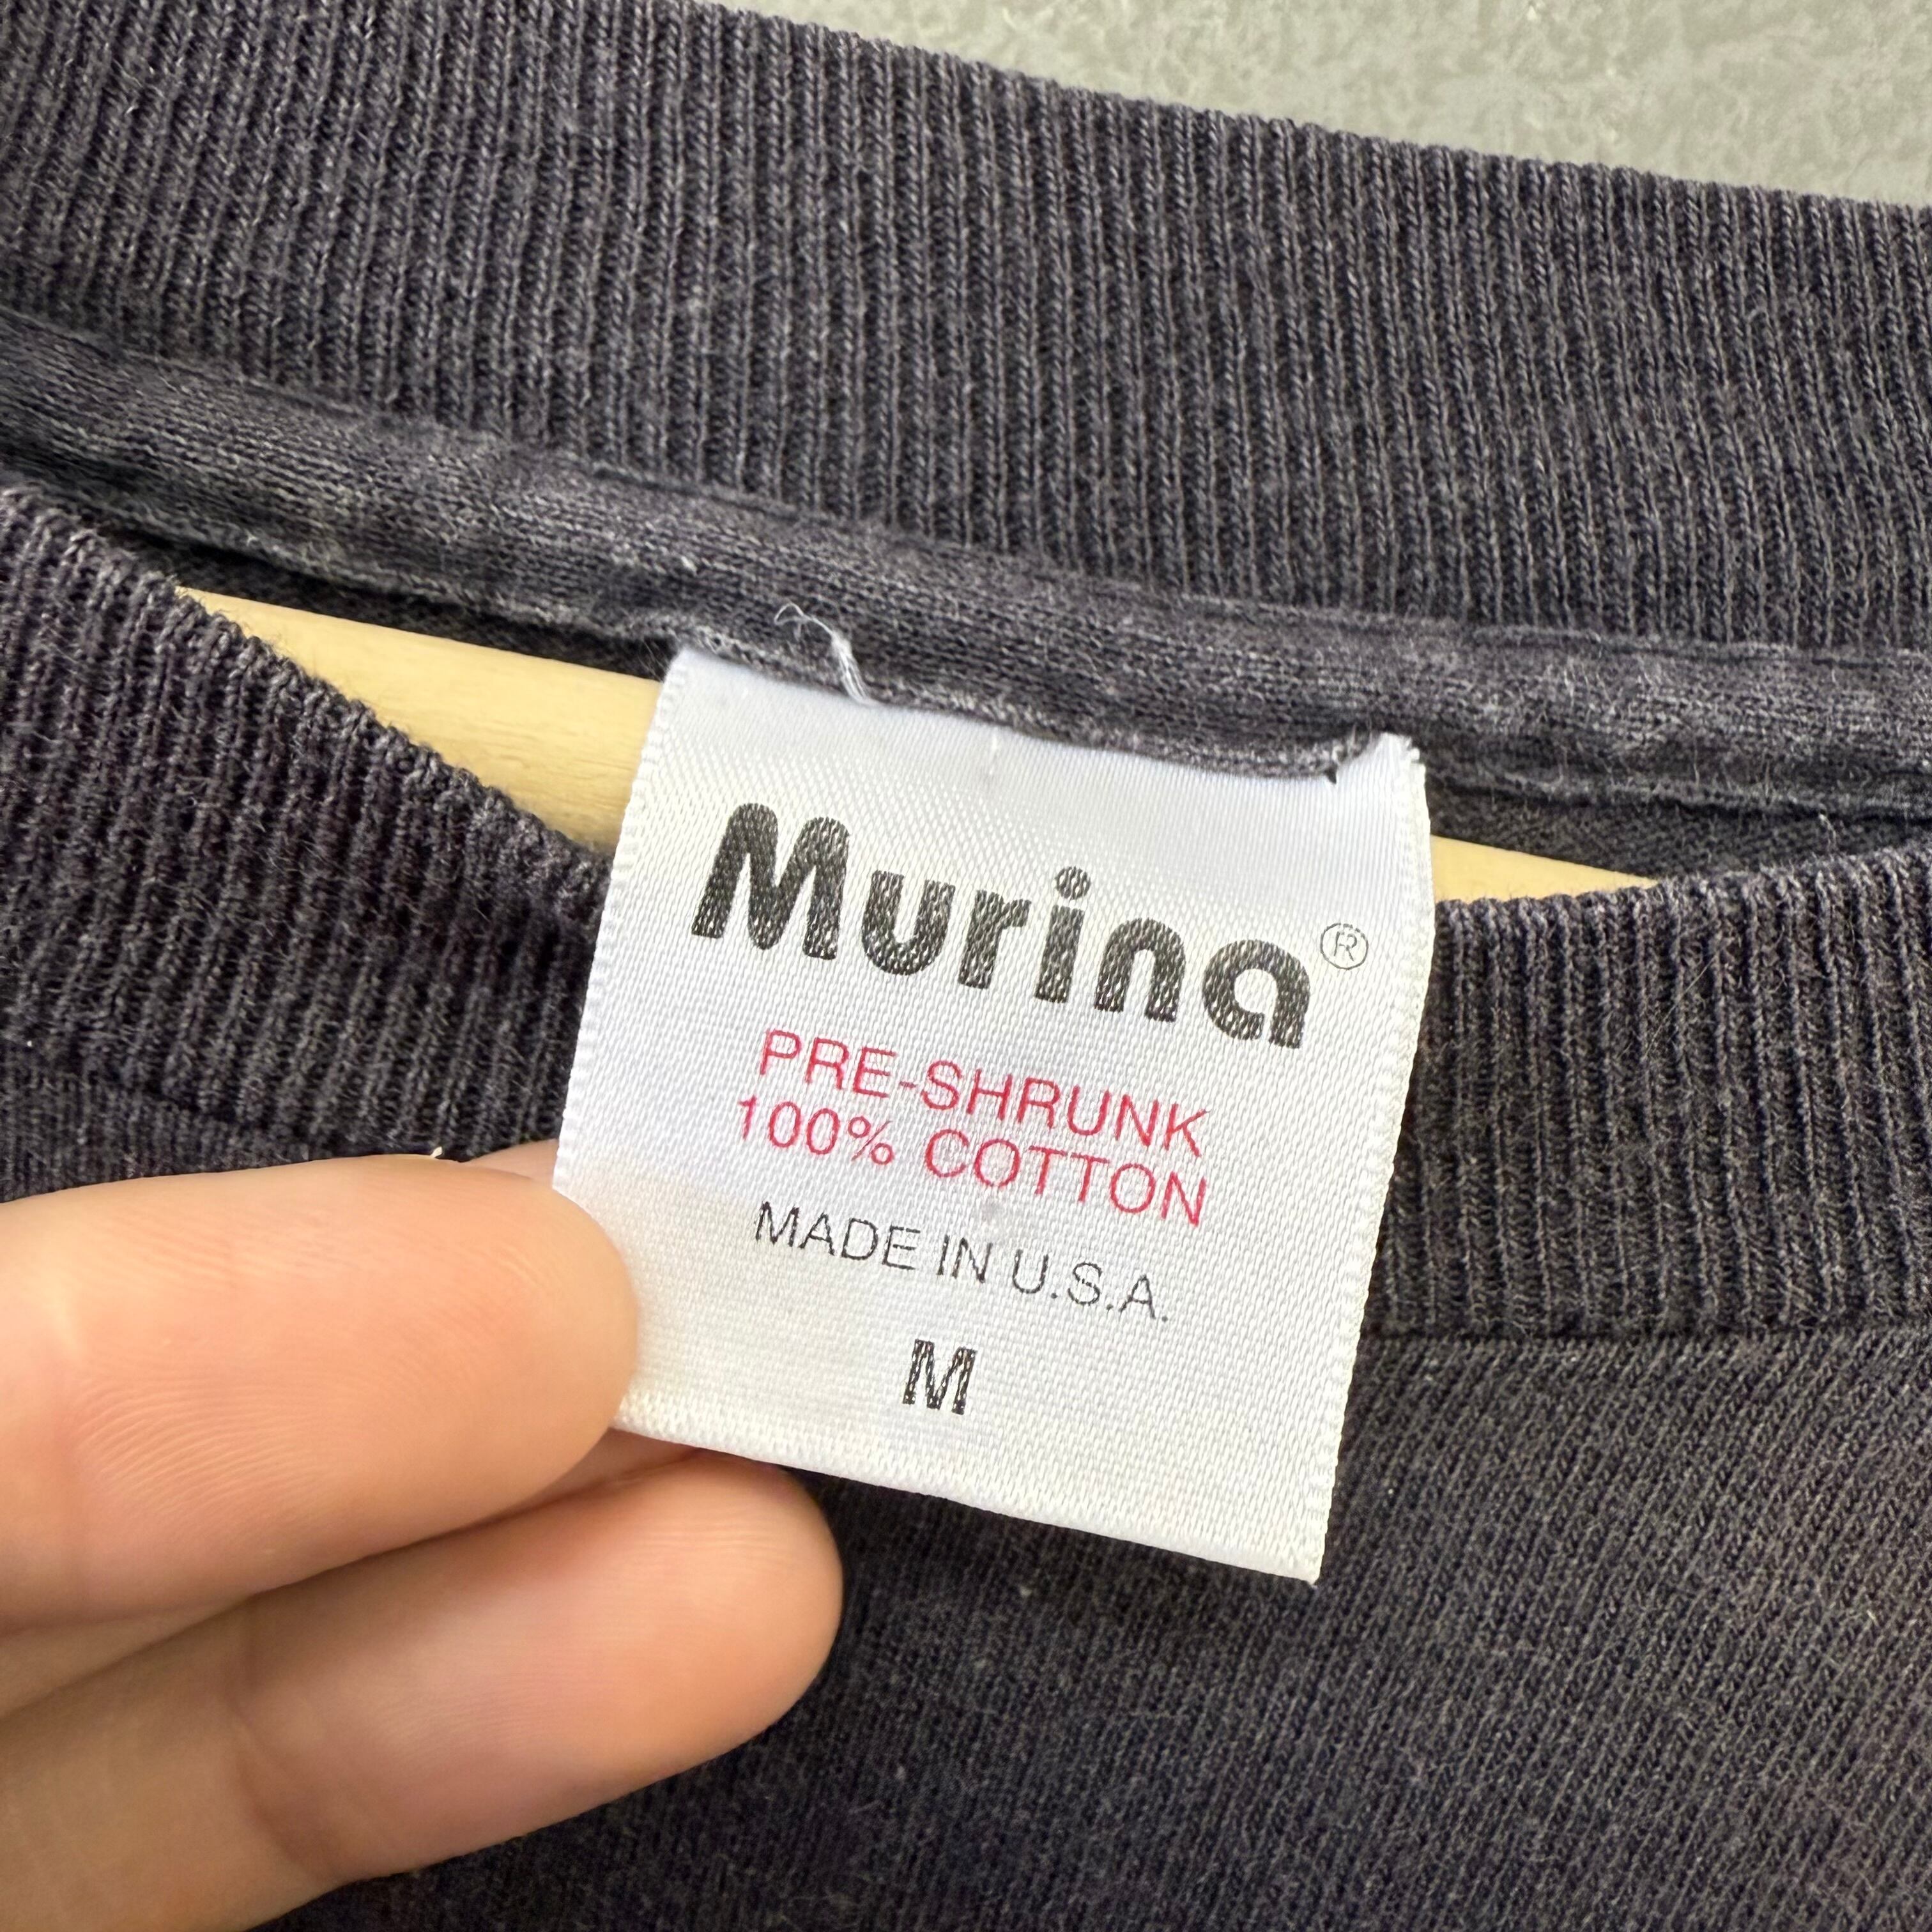 Murina®
PRE-SHRUNK
100% COTTON
MADE IN U.S.A.
M